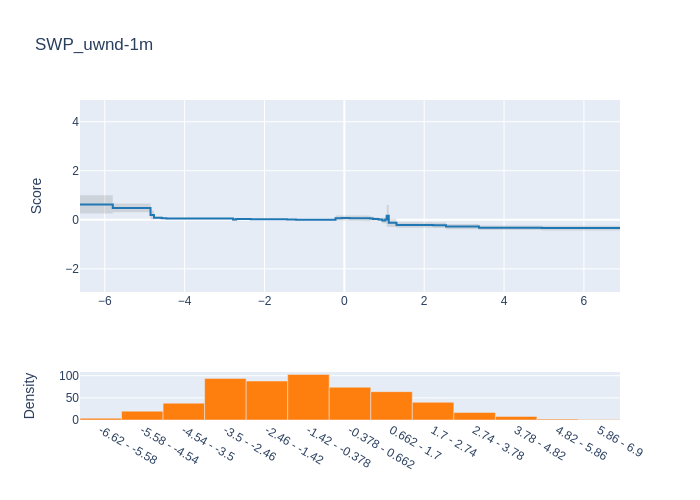 SWP_uwnd-1m
Score
4
2
0
−2
−6
−4
−2
0
2
4
6
Density
100
50
0
-6.62 - -5.58
-5.58 - -4.54
-4.54 - -3.5
-3.5 - -2.46
-2.46 - -1.42
-1.42 - -0.378
-0.378 - 0.662
0.662 - 1.7
1.7 - 2.74
2.74 - 3.78
3.78 - 4.82
4.82 - 5.86
5.86 - 6.9